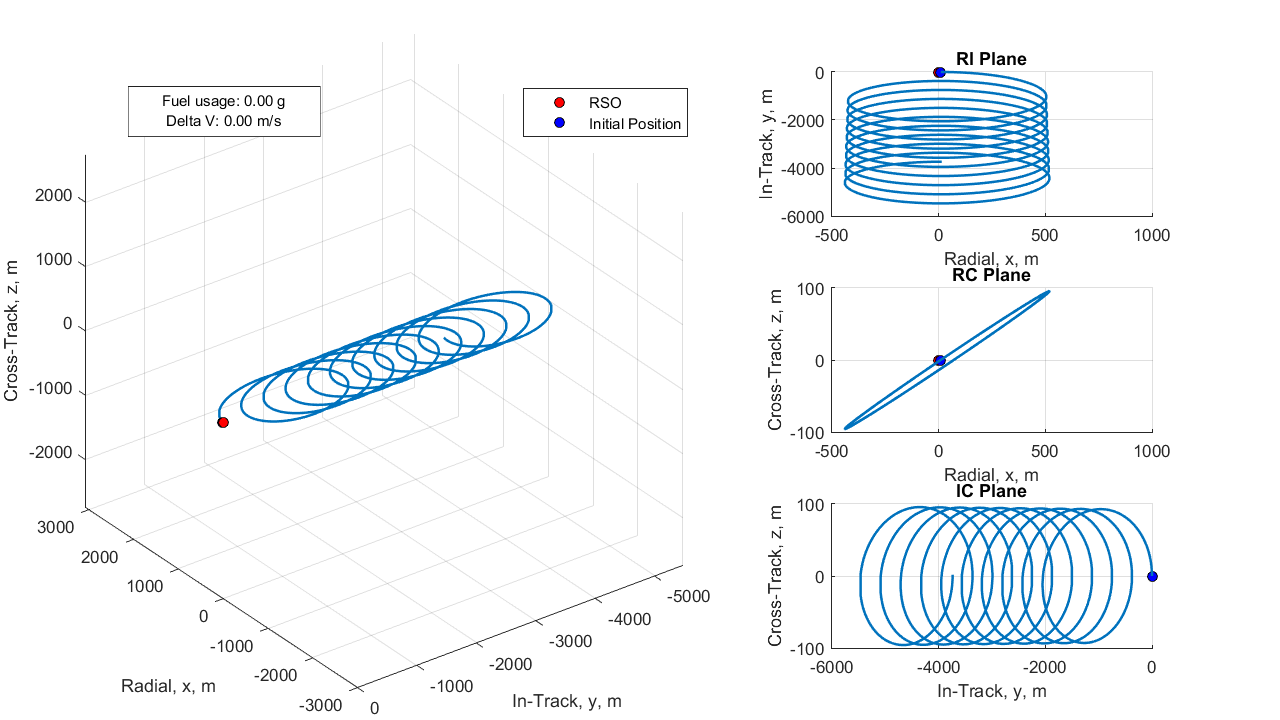 Fuel usage: 0.00 g
Delta V: 0.00 m/s
RSO
Initial Position
2000
1000
0
-1000
-2000
Cross-Track, z, m
3000
2000
1000
0
-1000
-2000
-3000
Radial, x, m
0
-1000
-2000
-3000
-4000
-5000
In-Track, y, m
RI Plane
0
-2000
-4000
-6000
In-Track, y, m
-500
0
500
1000
Radial, x, m
RC Plane
100
0
-100
Cross-Track, z, m
-500
0
500
1000
Radial, x, m
IC Plane
100
0
-100
Cross-Track, z, m
-6000
-4000
-2000
0
In-Track, y, m